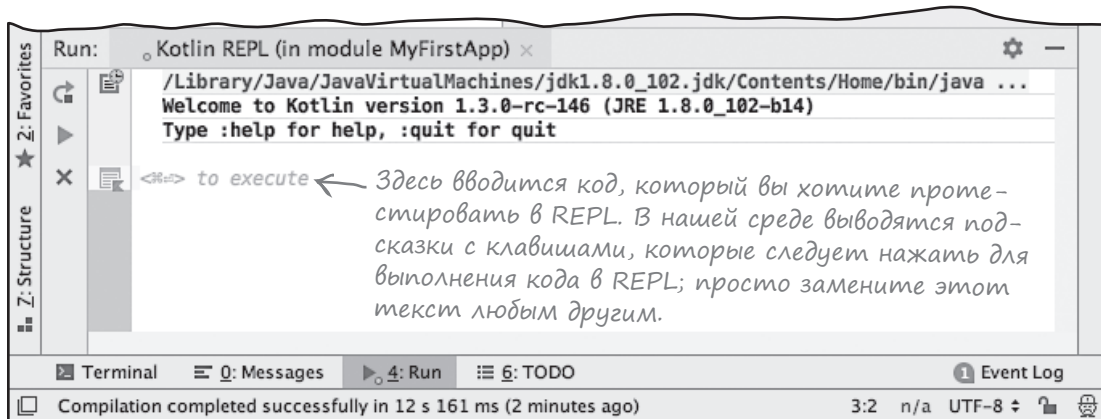 Run: Kotlin REPL (in module MyFirstApp) ×
2: Favorites
/Library/Java/JavaVirtualMachines/jdk1.8.0_102.jdk/Contents/Home/bin/java ...
Welcome to Kotlin version 1.3.0-rc-146 (JRE 1.8.0_102-b14)
Type :help for help, :quit for quit
<⌘⏎> to execute
Здесь вводится код, который вы хотите проте-
стировать в REPL. В нашей среде выводятся под-
сказки с клавишами, которые следует нажать для
выполнения кода в REPL; просто замените этот
текст любым другим.
Z: Structure
Terminal 0: Messages 4: Run 6: TODO 1 Event Log
Compilation completed successfully in 12 s 161 ms (2 minutes ago) 3:2 n/a UTF-8